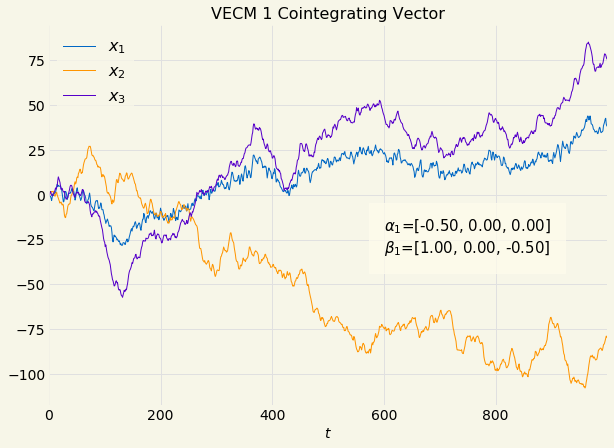 VECM 1 Cointegrating Vector
x₁
x₂
x₃
75
50
25
0
−25
−50
−75
−100
α₁=[-0.50, 0.00, 0.00]
β₁=[1.00, 0.00, -0.50]
0 200 400 600 800
t